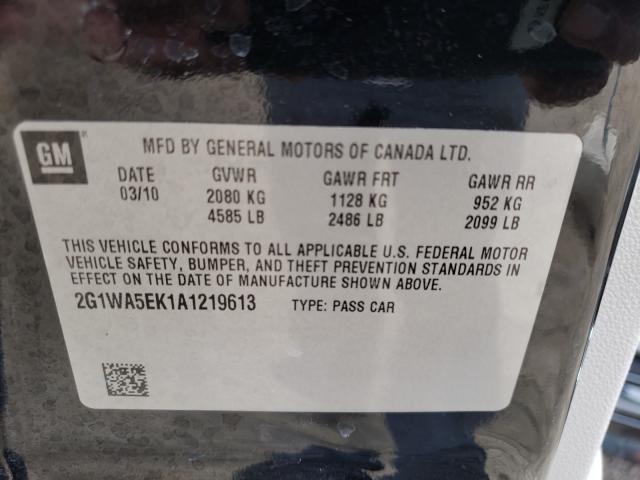 GM
MFD BY GENERAL MOTORS OF CANADA LTD.
DATE GVWR GAWR FRT GAWR RR
03/10 2080 KG 1128 KG 952 KG
4585 LB 2486 LB 2099 LB
THIS VEHICLE CONFORMS TO ALL APPLICABLE U.S. FEDERAL MOTOR
VEHICLE SAFETY, BUMPER, AND THEFT PREVENTION STANDARDS IN
EFFECT ON THE DATE OF MANUFACTURE SHOWN ABOVE.
2G1WA5EK1A1219613 TYPE: PASS CAR